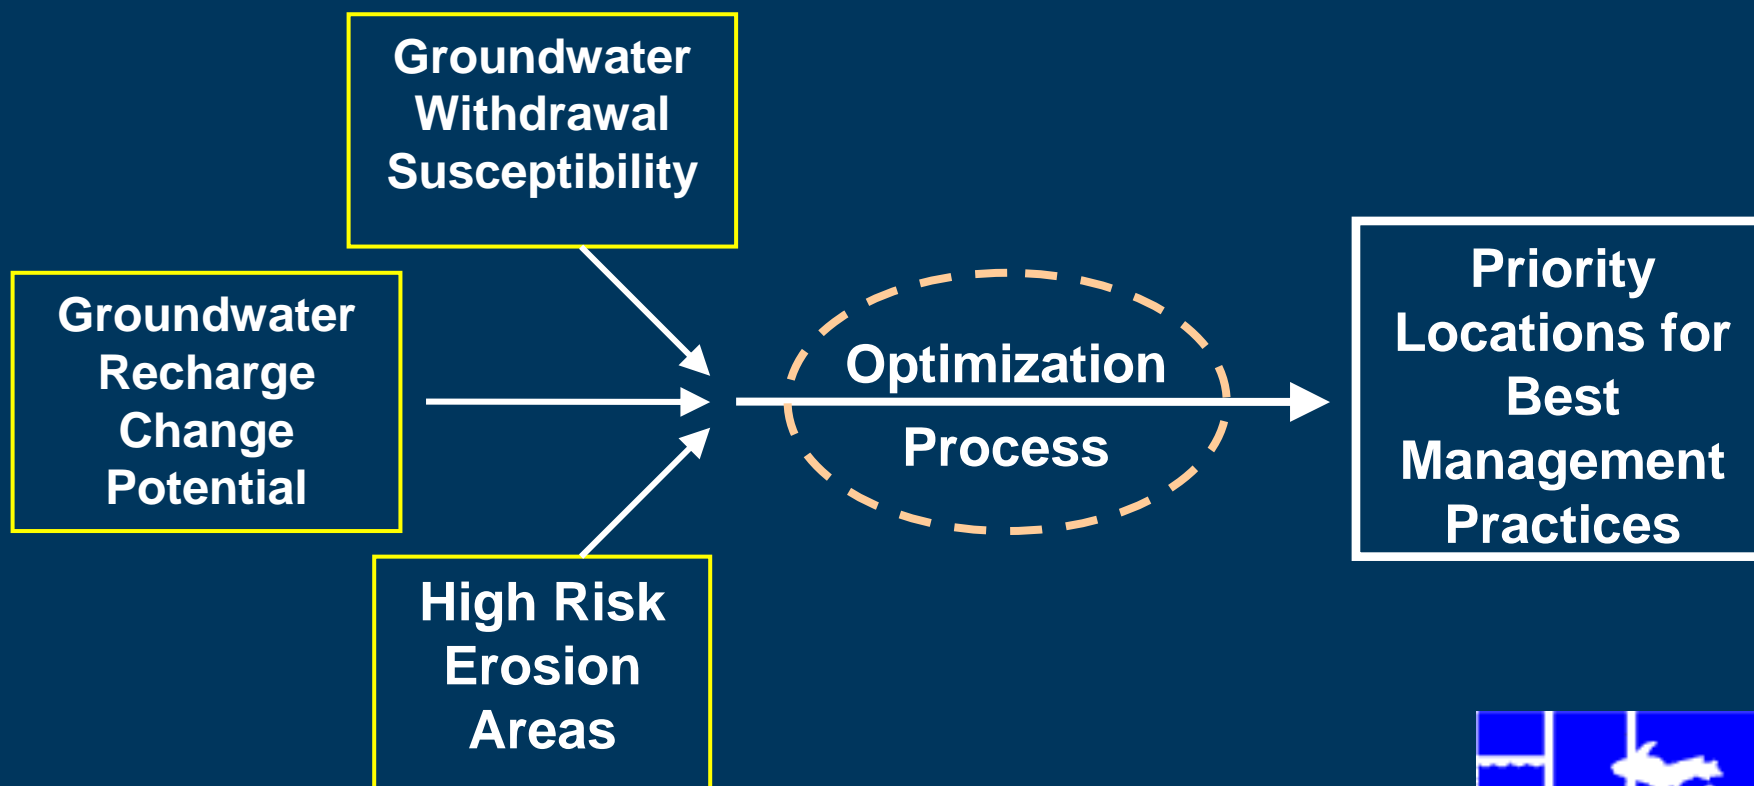 Groundwater
Withdrawal
Susceptibility
Groundwater
Recharge
Change
Potential
High Risk
Erosion
Areas
Optimization
Process
Priority
Locations for
Best
Management
Practices